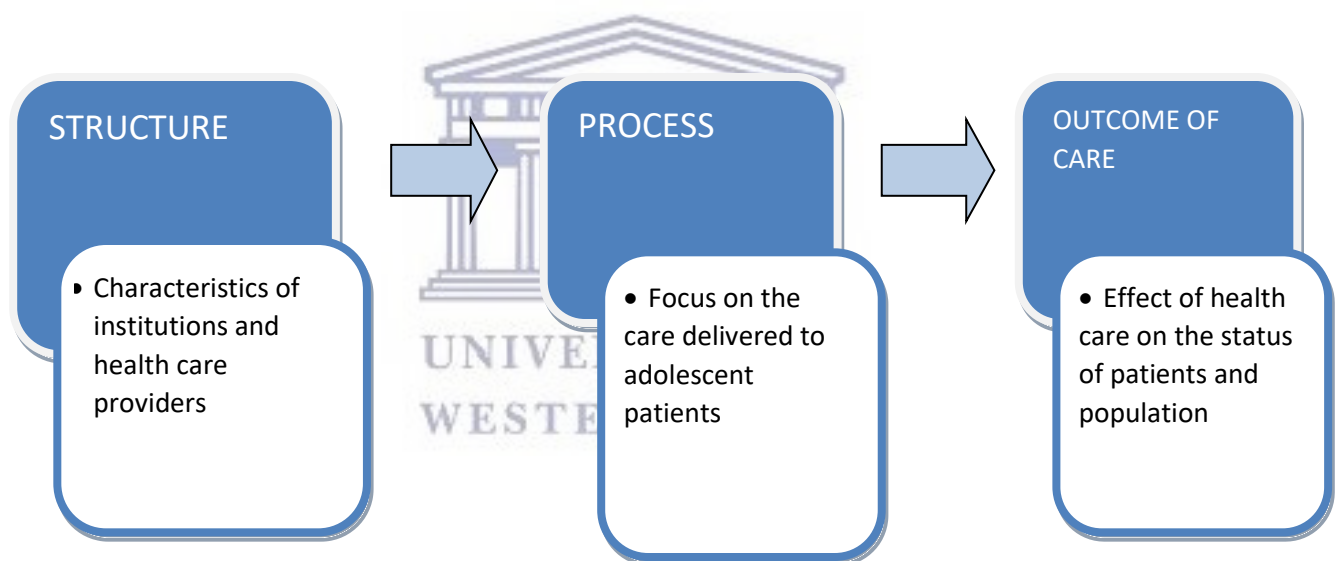 STRUCTURE
• Characteristics of
institutions and
health care
providers
PROCESS
• Focus on the
care delivered to
adolescent
patients
OUTCOME OF
CARE
• Effect of health
care on the status
of patients and
population